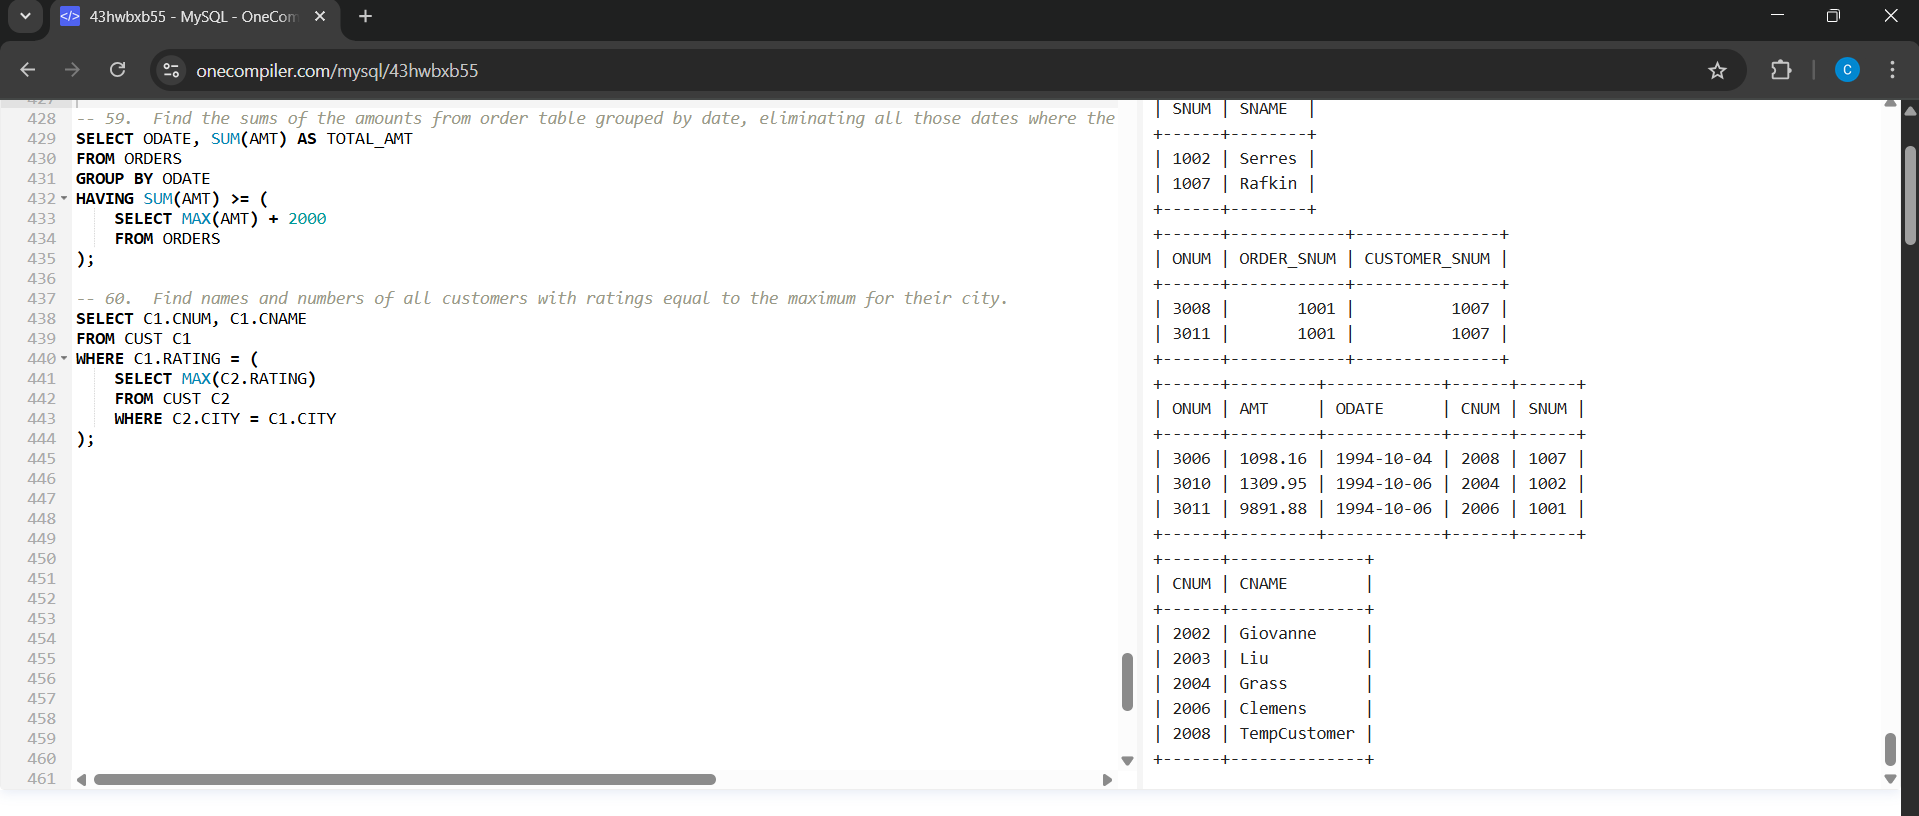 43hwbxb55 - MySQL - OneCom
onecompiler.com/mysql/43hwbxb55
C
427
428 -- 59.  Find the sums of the amounts from order table grouped by date, eliminating all those dates where the
429 SELECT ODATE, SUM(AMT) AS TOTAL_AMT
430 FROM ORDERS
431 GROUP BY ODATE
432 HAVING SUM(AMT) >= (
433     SELECT MAX(AMT) + 2000
434     FROM ORDERS
435 );
436
437 -- 60.  Find names and numbers of all customers with ratings equal to the maximum for their city.
438 SELECT C1.CNUM, C1.CNAME
439 FROM CUST C1
440 WHERE C1.RATING = (
441     SELECT MAX(C2.RATING)
442     FROM CUST C2
443     WHERE C2.CITY = C1.CITY
444 );
445
446
447
448
449
450
451
452
453
454
455
456
457
458
459
460
461
| SNUM | SNAME  |
+------+--------+
| 1002 | Serres |
| 1007 | Rafkin |
+------+--------+
+------+------------+---------------+
| ONUM | ORDER_SNUM | CUSTOMER_SNUM |
+------+------------+---------------+
| 3008 |       1001 |          1007 |
| 3011 |       1001 |          1007 |
+------+------------+---------------+
+------+---------+------------+------+------+
| ONUM | AMT     | ODATE      | CNUM | SNUM |
+------+---------+------------+------+------+
| 3006 | 1098.16 | 1994-10-04 | 2008 | 1007 |
| 3010 | 1309.95 | 1994-10-06 | 2004 | 1002 |
| 3011 | 9891.88 | 1994-10-06 | 2006 | 1001 |
+------+---------+------------+------+------+
+------+--------------+
| CNUM | CNAME        |
+------+--------------+
| 2002 | Giovanne     |
| 2003 | Liu          |
| 2004 | Grass        |
| 2006 | Clemens      |
| 2008 | TempCustomer |
+------+--------------+